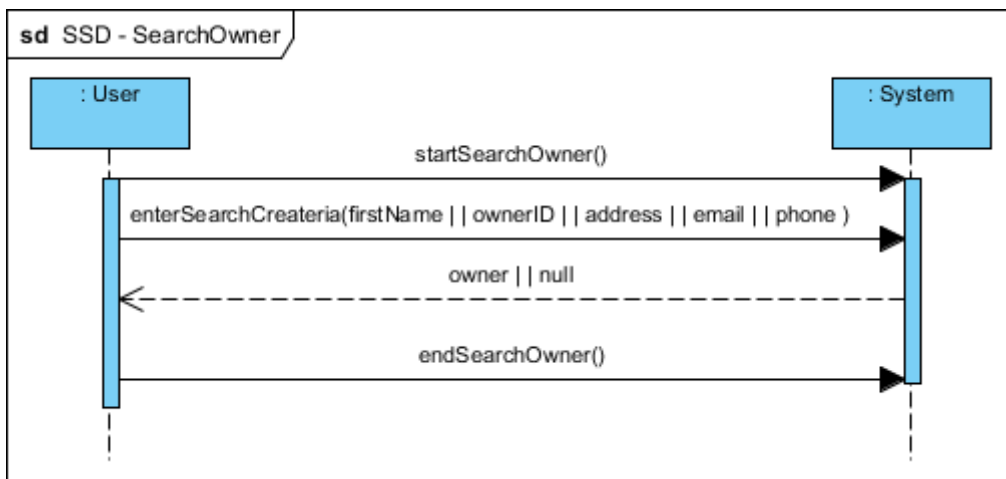 sd SSD - SearchOwner
: User
: System
startSearchOwner()
enterSearchCreateria(firstName || ownerID || address || email || phone )
owner || null
endSearchOwner()